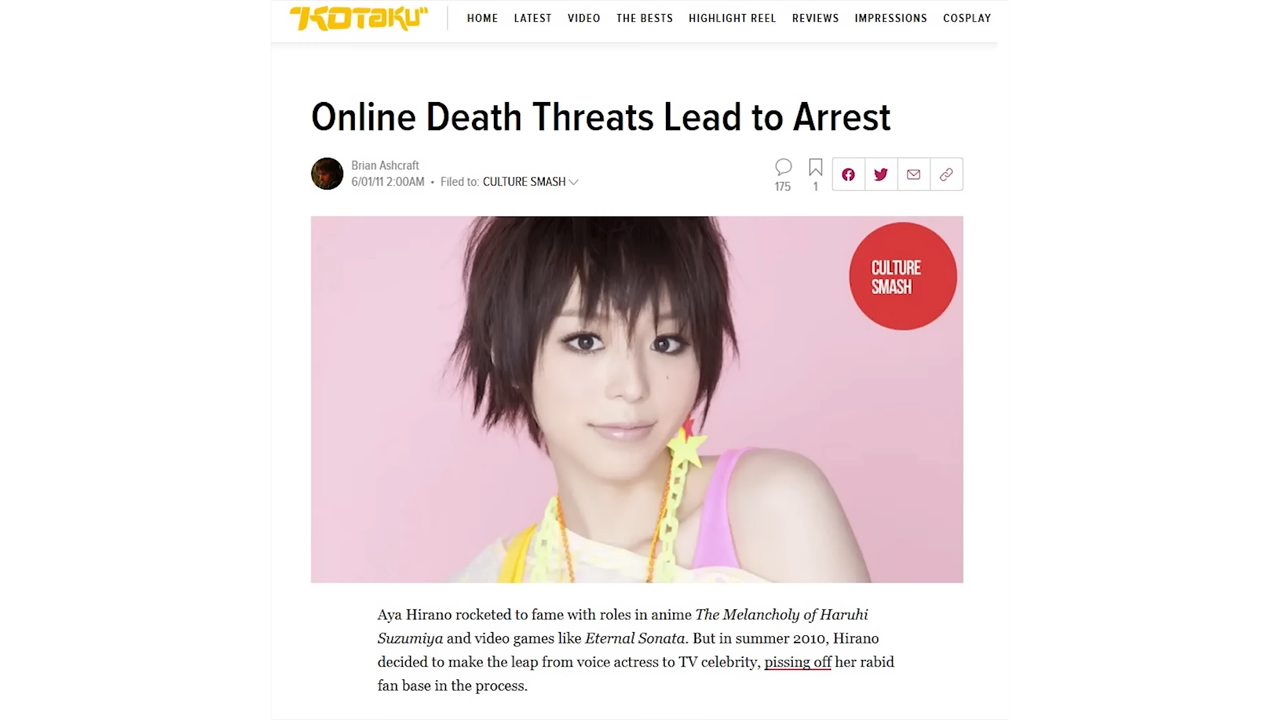 KOTAKU
HOME LATEST VIDEO THE BESTS HIGHLIGHT REEL REVIEWS IMPRESSIONS COSPLAY
Online Death Threats Lead to Arrest
Brian Ashcraft
6/01/11 2:00AM • Filed to: CULTURE SMASH
175
1
CULTURE
SMASH
Aya Hirano rocketed to fame with roles in anime The Melancholy of Haruhi
Suzumiya and video games like Eternal Sonata. But in summer 2010, Hirano
decided to make the leap from voice actress to TV celebrity, pissing off her rabid
fan base in the process.